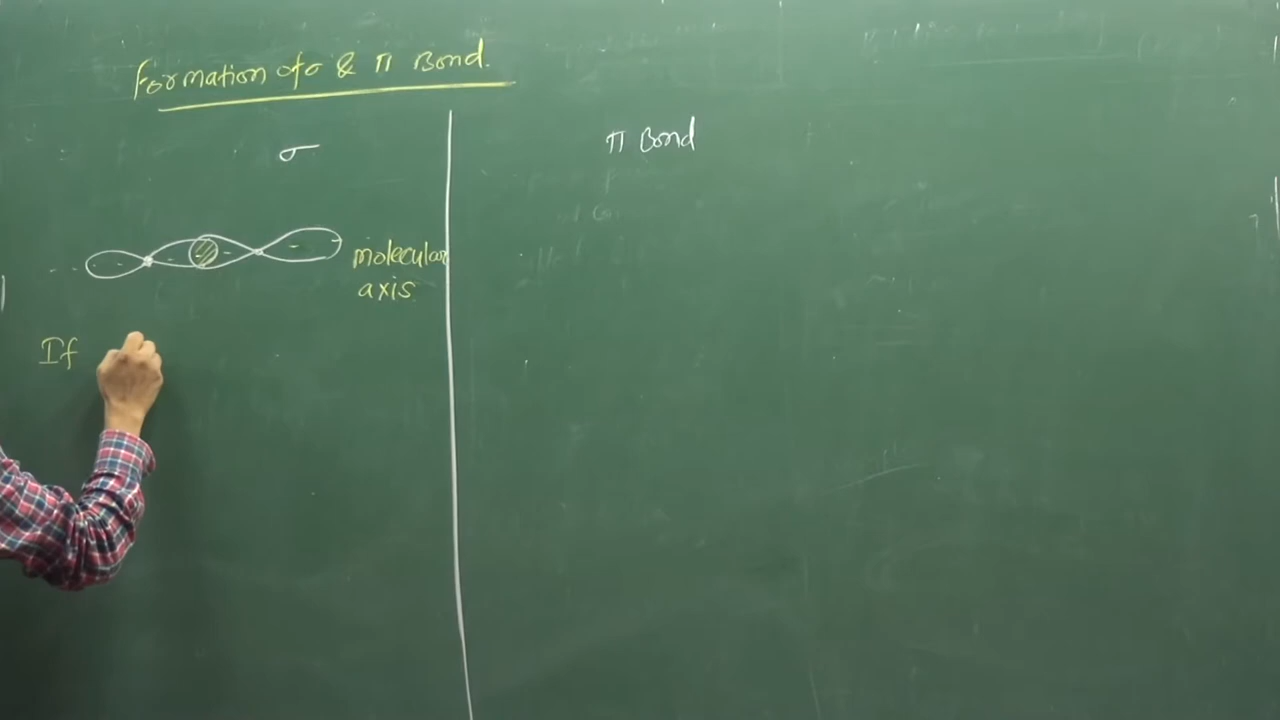 Formation of σ & π Bond.
σ
π Bond
molecular
axis
If